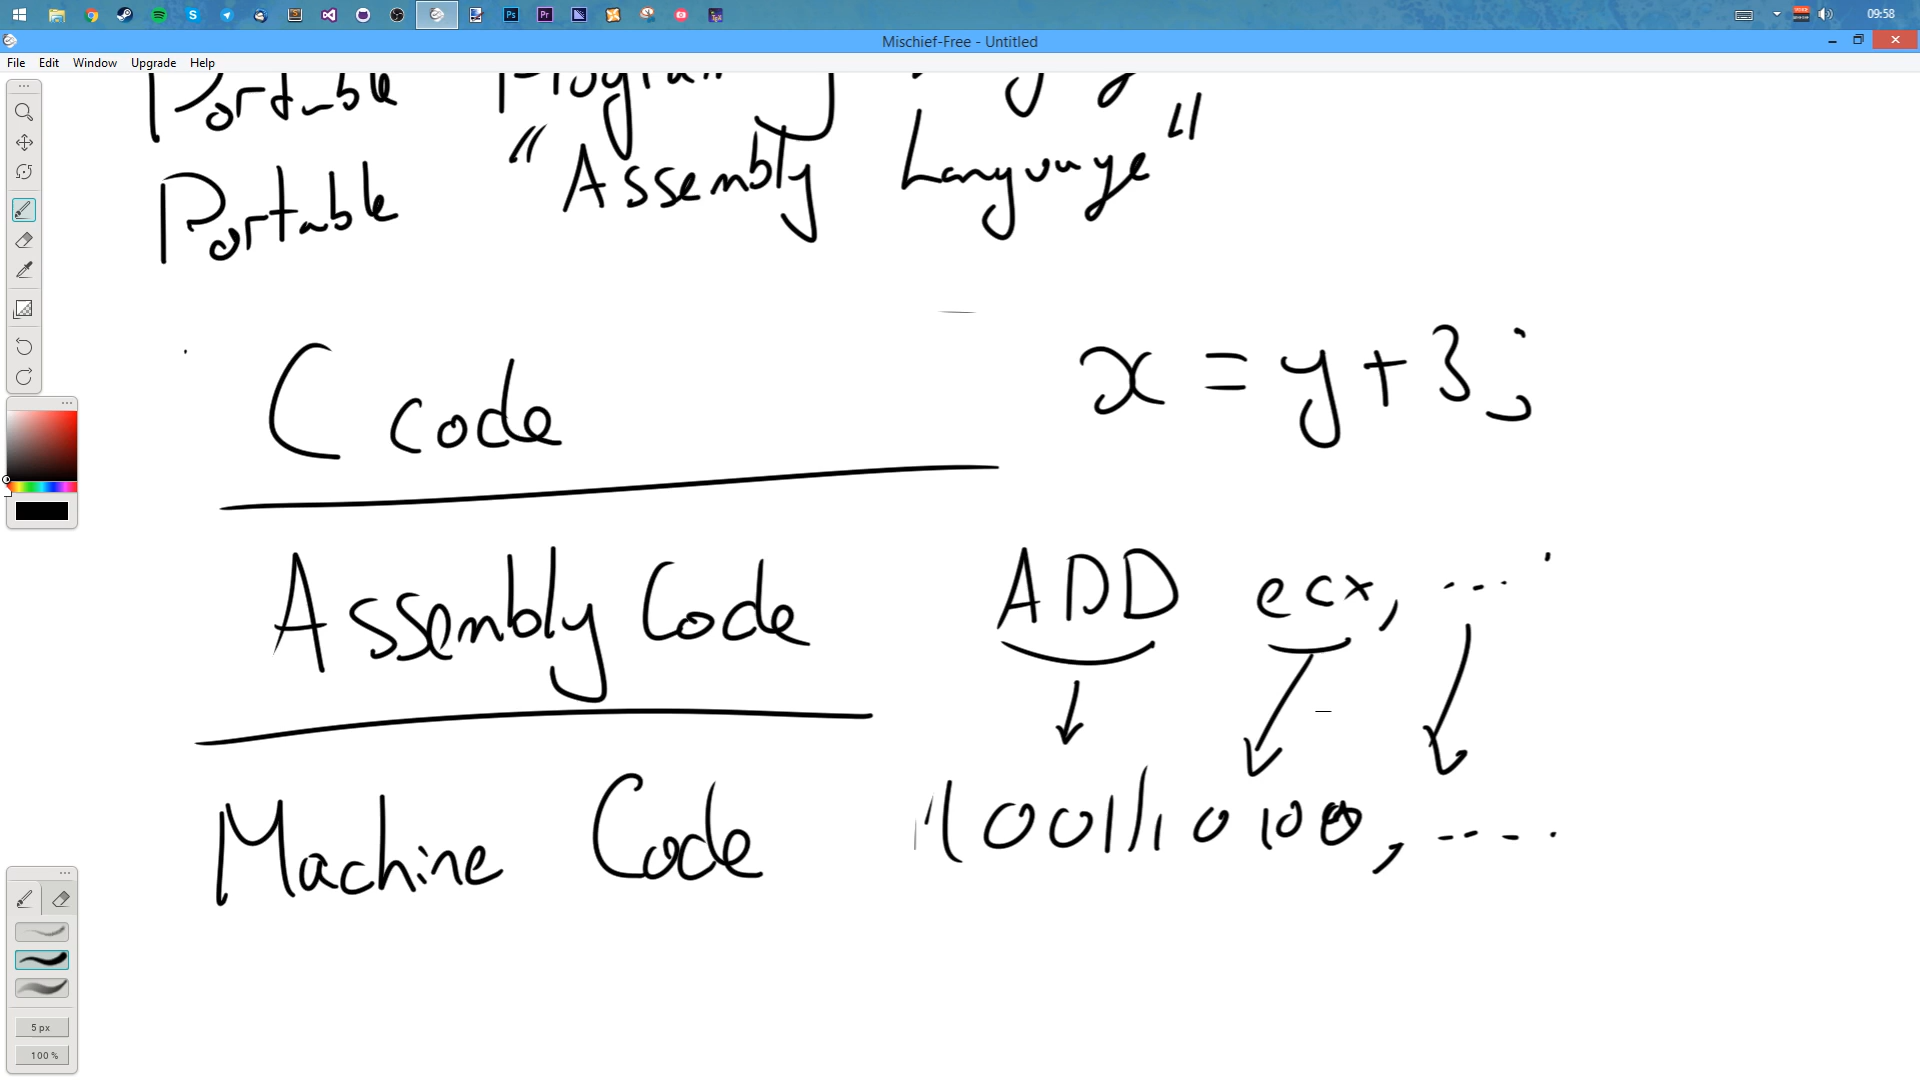 09:58
Mischief-Free - Untitled
File Edit Window Upgrade Help
Portable
Portable "Assembly Language"
C code x = y + 3;
Assembly Code ADD ecx, ....
Machine Code
5 px
100 %